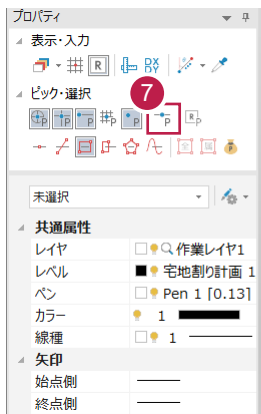 プロパティ
表示・入力
R
DX
DY
ピック・選択
7
P P P P P P R P
未選択
共通属性
レイヤ 作業レイヤ1
レベル 宅地割り計画 1
ペン Pen 1 [0.13]
カラー 1
線種 1
矢印
始点側
終点側